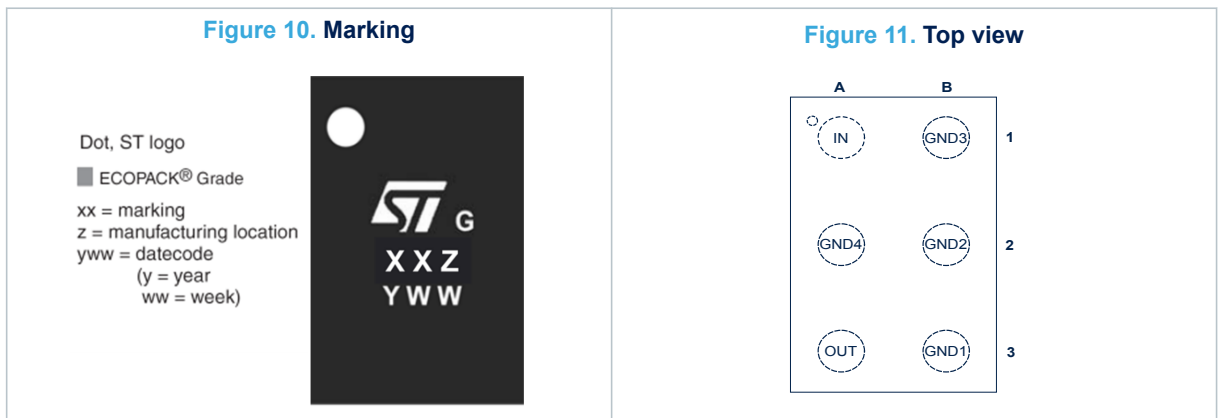 Figure 10. Marking
Dot, ST logo
ECOPACK® Grade
xx = marking
z = manufacturing location
yww = datecode
(y = year
ww = week)
ST G
X X Z
Y W W
Figure 11. Top view
A B
IN GND3 1
GND4 GND2 2
OUT GND1 3